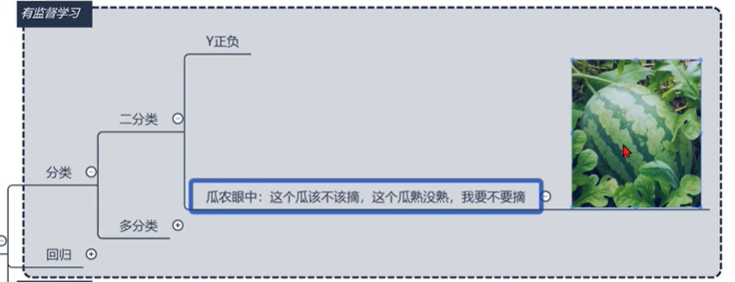 有监督学习
Y正负
二分类
分类
瓜农眼中：这个瓜该不该摘，这个瓜熟没熟，我要不要摘
多分类
回归